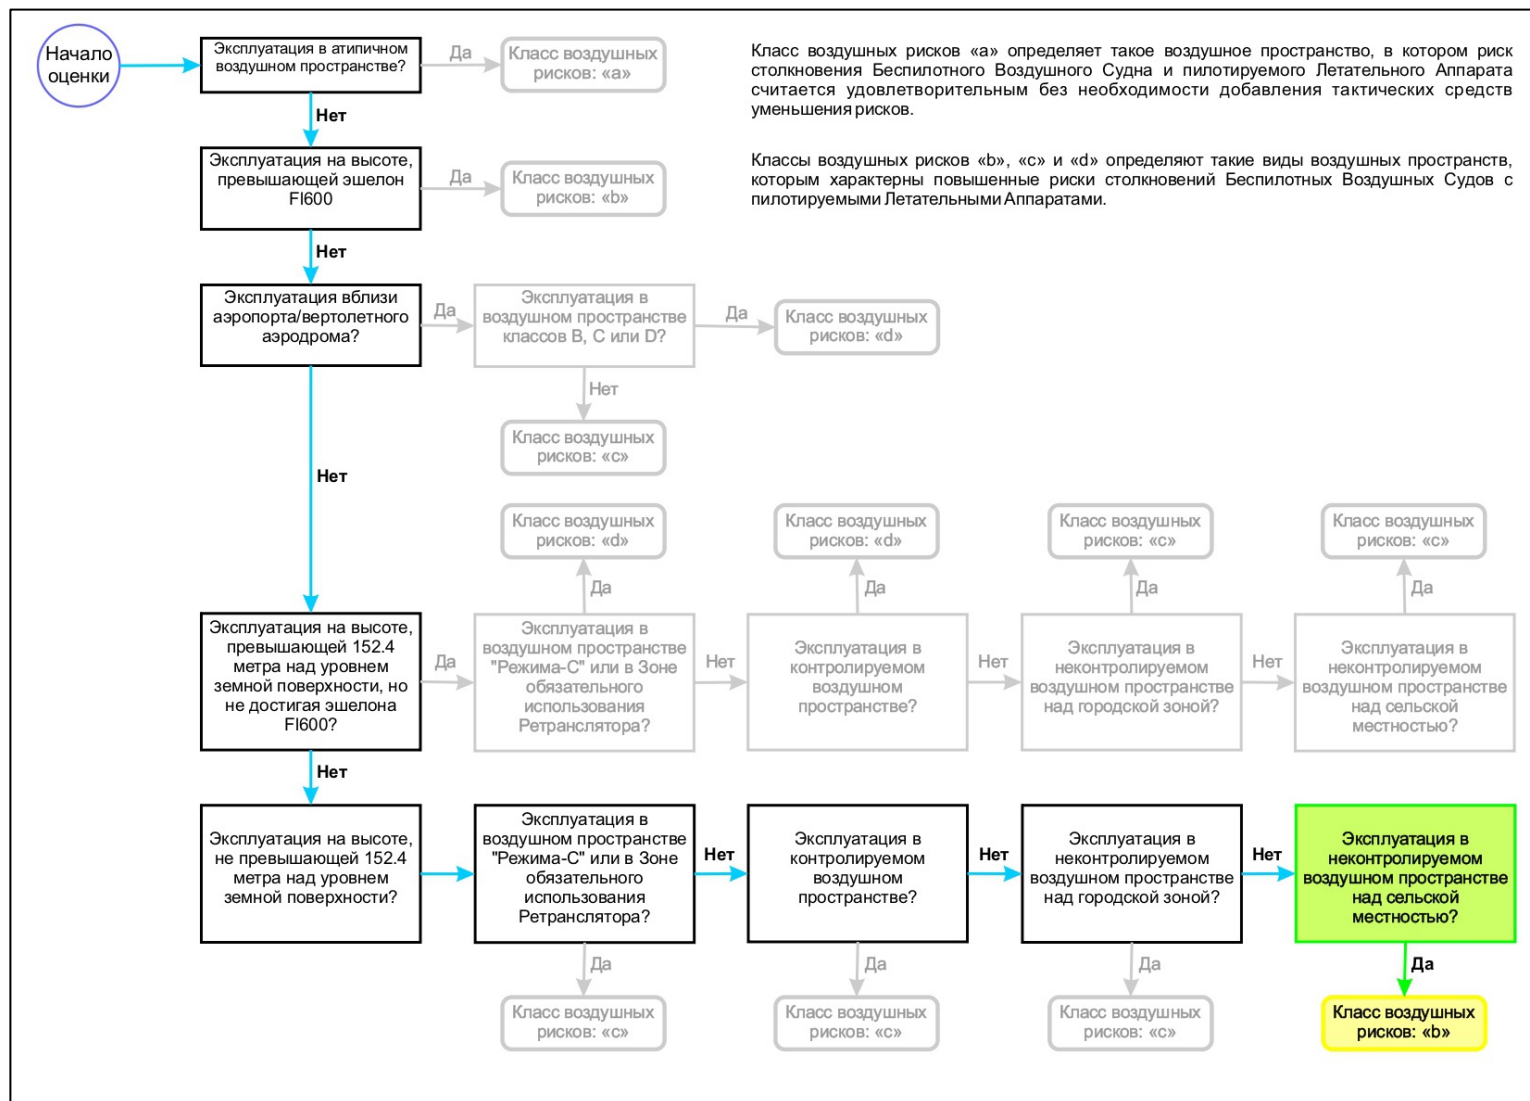 Начало
оценки
Эксплуатация в атипичном
воздушном пространстве?
Да
Класс воздушных
рисков: «a»
Класс воздушных рисков «a» определяет такое воздушное пространство, в котором риск
столкновения Беспилотного Воздушного Судна и пилотируемого Летательного Аппарата
считается удовлетворительным без необходимости добавления тактических средств
уменьшения рисков.
Нет
Эксплуатация на высоте,
превышающей эшелон
Fl600
Да
Класс воздушных
рисков: «b»
Классы воздушных рисков «b», «c» и «d» определяют такие виды воздушных пространств,
которым характерны повышенные риски столкновений Беспилотных Воздушных Судов с
пилотируемыми Летательными Аппаратами.
Нет
Эксплуатация вблизи
аэропорта/вертолетного
аэродрома?
Да
Эксплуатация в
воздушном пространстве
классов B, C или D?
Да
Класс воздушных
рисков: «d»
Нет
Класс воздушных
рисков: «c»
Нет
Класс воздушных
рисков: «d»
Класс воздушных
рисков: «d»
Класс воздушных
рисков: «c»
Класс воздушных
рисков: «c»
Да
Да
Да
Да
Эксплуатация на высоте,
превышающей 152.4
метра над уровнем
земной поверхности, но
не достигая эшелона
Fl600?
Да
Эксплуатация в
воздушном пространстве
"Режима-С" или в Зоне
обязательного
использования
Ретранслятора?
Нет
Эксплуатация в
контролируемом
воздушном
пространстве?
Нет
Эксплуатация в
неконтролируемом
воздушном пространстве
над городской зоной?
Нет
Эксплуатация в
неконтролируемом
воздушном пространстве
над сельской
местностью?
Нет
Эксплуатация на высоте,
не превышающей 152.4
метра над уровнем
земной поверхности?
Эксплуатация в
воздушном пространстве
"Режима-С" или в Зоне
обязательного
использования
Ретранслятора?
Нет
Эксплуатация в
контролируемом
воздушном
пространстве?
Нет
Эксплуатация в
неконтролируемом
воздушном пространстве
над городской зоной?
Нет
Эксплуатация в
неконтролируемом
воздушном пространстве
над сельской
местностью?
Да
Да
Да
Да
Класс воздушных
рисков: «c»
Класс воздушных
рисков: «c»
Класс воздушных
рисков: «c»
Класс воздушных
рисков: «b»